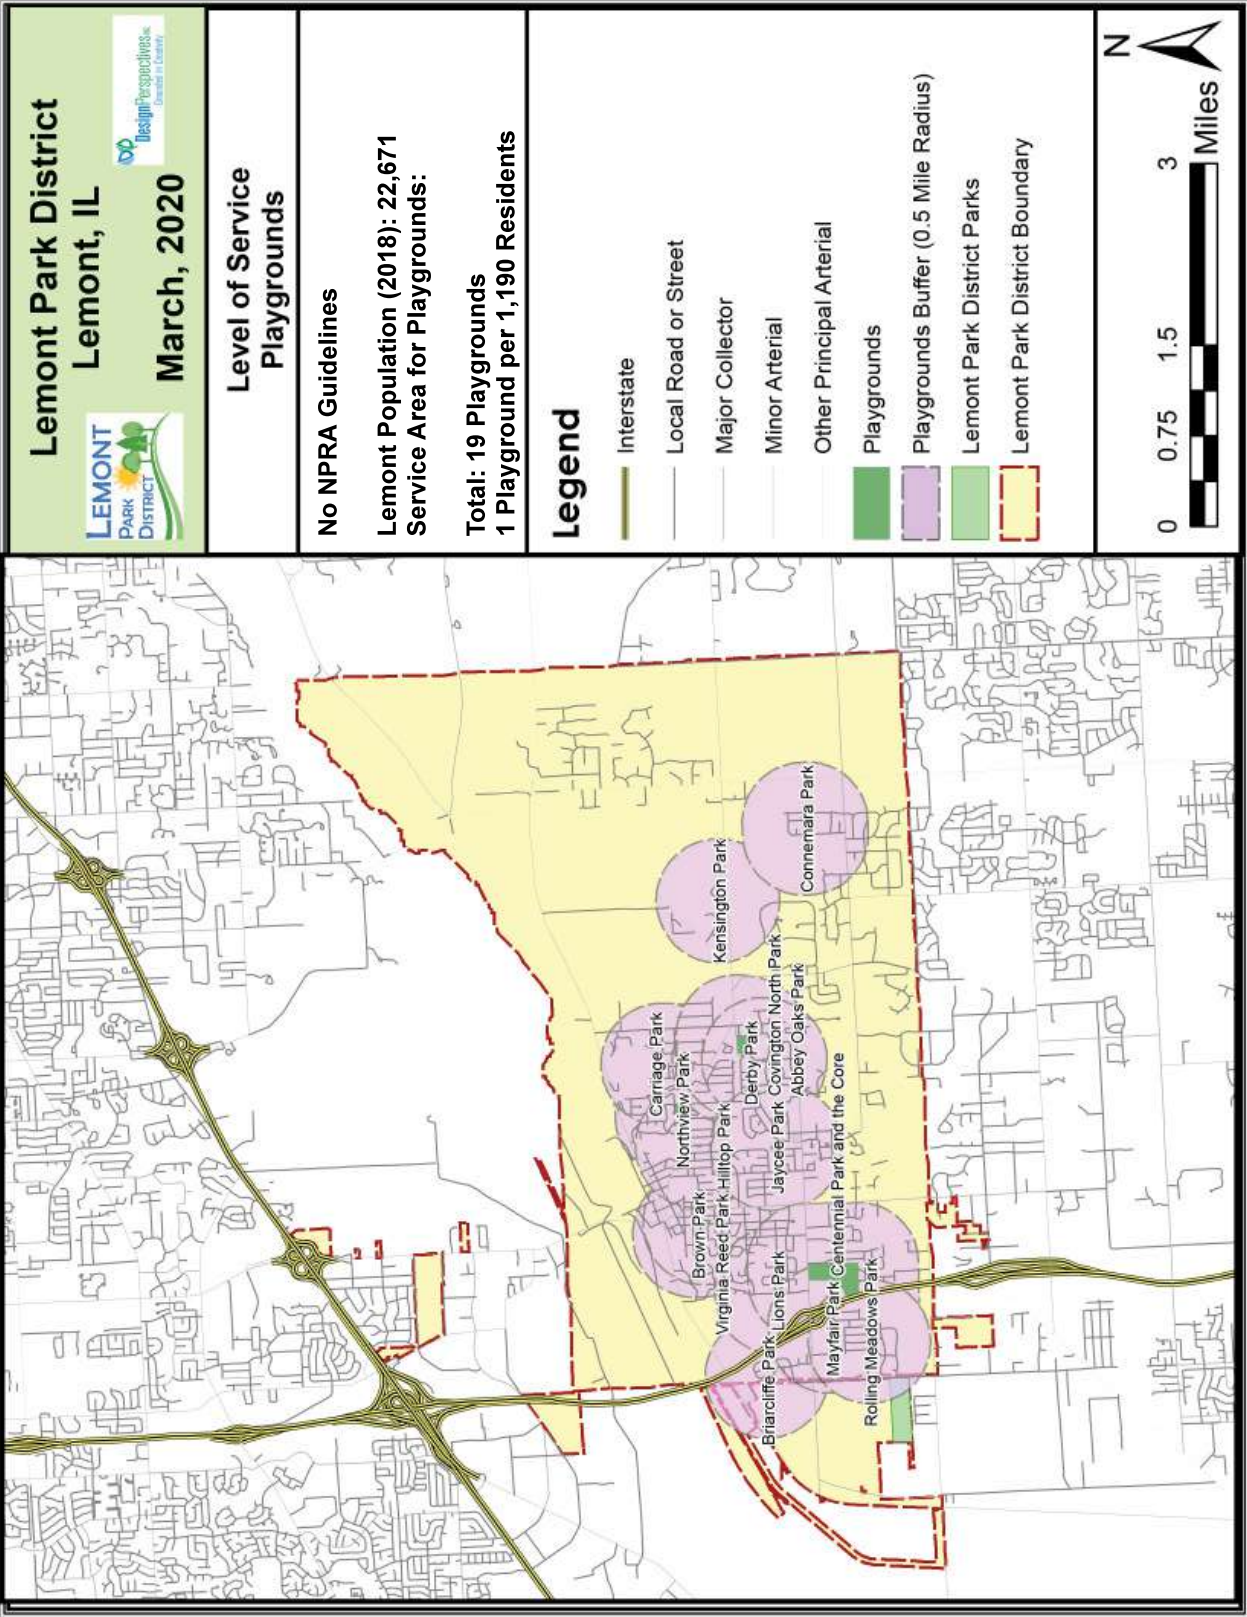 Lemont Park District
Lemont, IL
March, 2020
LEMONT
PARK
DISTRICT
DesignPerspectives INC.
Grounded in Creativity
Level of Service
Playgrounds
No NPRA Guidelines
Lemont Population (2018): 22,671
Service Area for Playgrounds:
Total: 19 Playgrounds
1 Playground per 1,190 Residents
Legend
Interstate
Local Road or Street
Major Collector
Minor Arterial
Other Principal Arterial
Playgrounds
Playgrounds Buffer (0.5 Mile Radius)
Lemont Park District Parks
Lemont Park District Boundary
N
0 0.75 1.5 3
Miles
Carriage Park
Northview Park
Brown Park
Virginia Reed Park
Hilltop Park
Kensington Park
Derby Park
Briarcliffe Park
Lions Park
Jaycee Park
Covington North Park
Abbey Oaks Park
Connemara Park
Mayfair Park
Centennial Park and the Core
Rolling Meadows Park